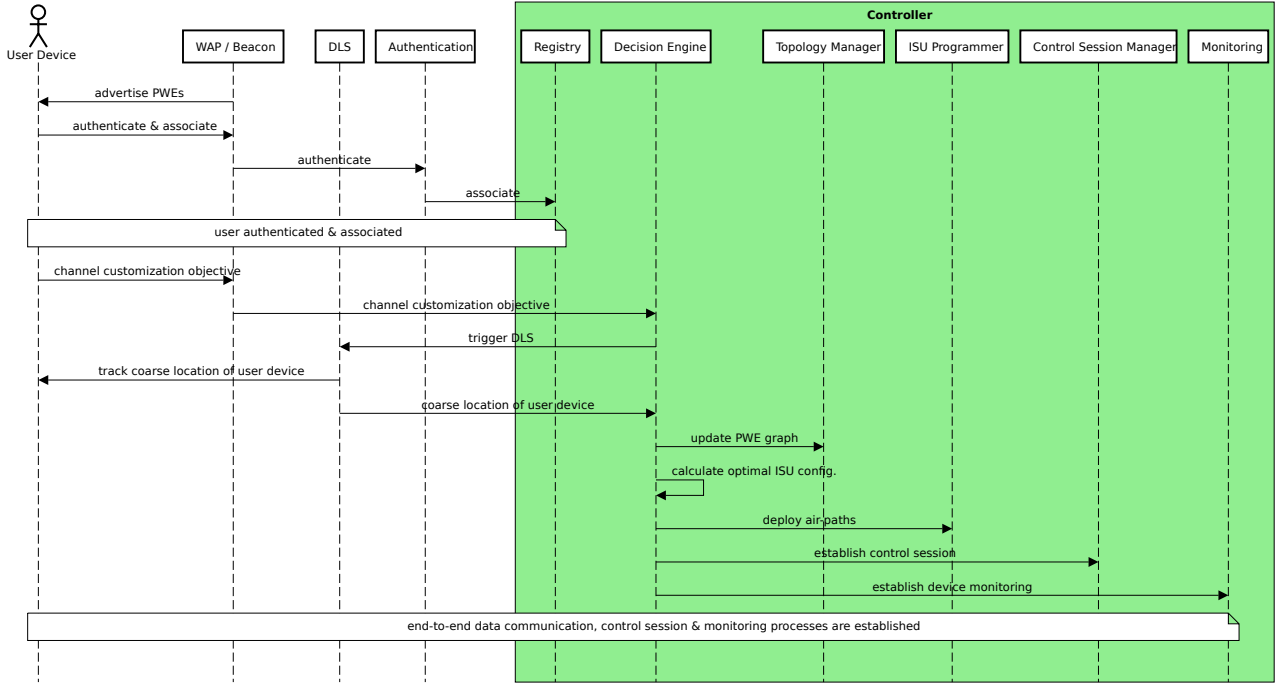 Controller
User Device
WAP / Beacon
DLS
Authentication
Registry
Decision Engine
Topology Manager
ISU Programmer
Control Session Manager
Monitoring
advertise PWEs
authenticate & associate
authenticate
associate
user authenticated & associated
channel customization objective
channel customization objective
trigger DLS
track coarse location of user device
coarse location of user device
update PWE graph
calculate optimal ISU config.
deploy air-paths
establish control session
establish device monitoring
end-to-end data communication, control session & monitoring processes are established